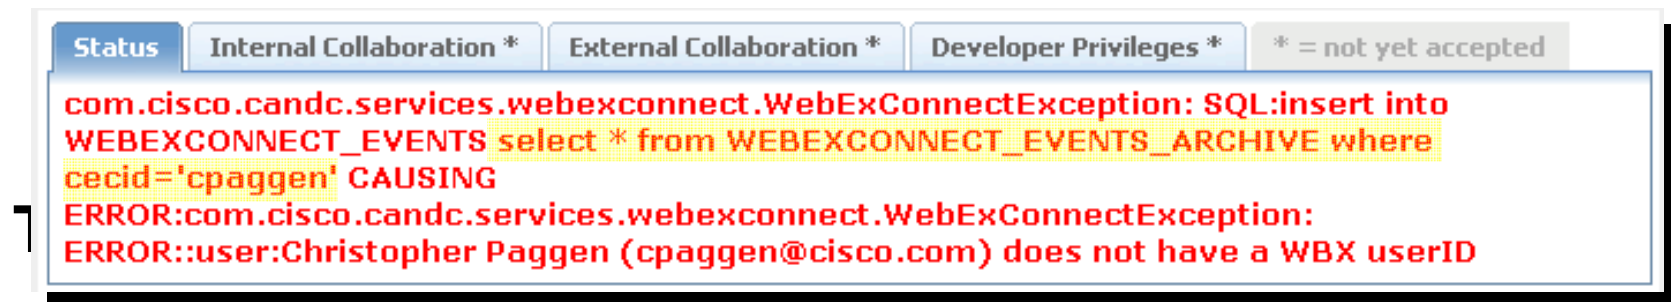 Status Internal Collaboration * External Collaboration * Developer Privileges * * = not yet accepted
com.cisco.candc.services.webexconnect.WebExConnectException: SQL:insert into
WEBEXCONNECT_EVENTS select * from WEBEXCONNECT_EVENTS_ARCHIVE where
cecid='cpaggen' CAUSING
ERROR:com.cisco.candc.services.webexconnect.WebExConnectException:
ERROR::user:Christopher Paggen (cpaggen@cisco.com) does not have a WBX userID